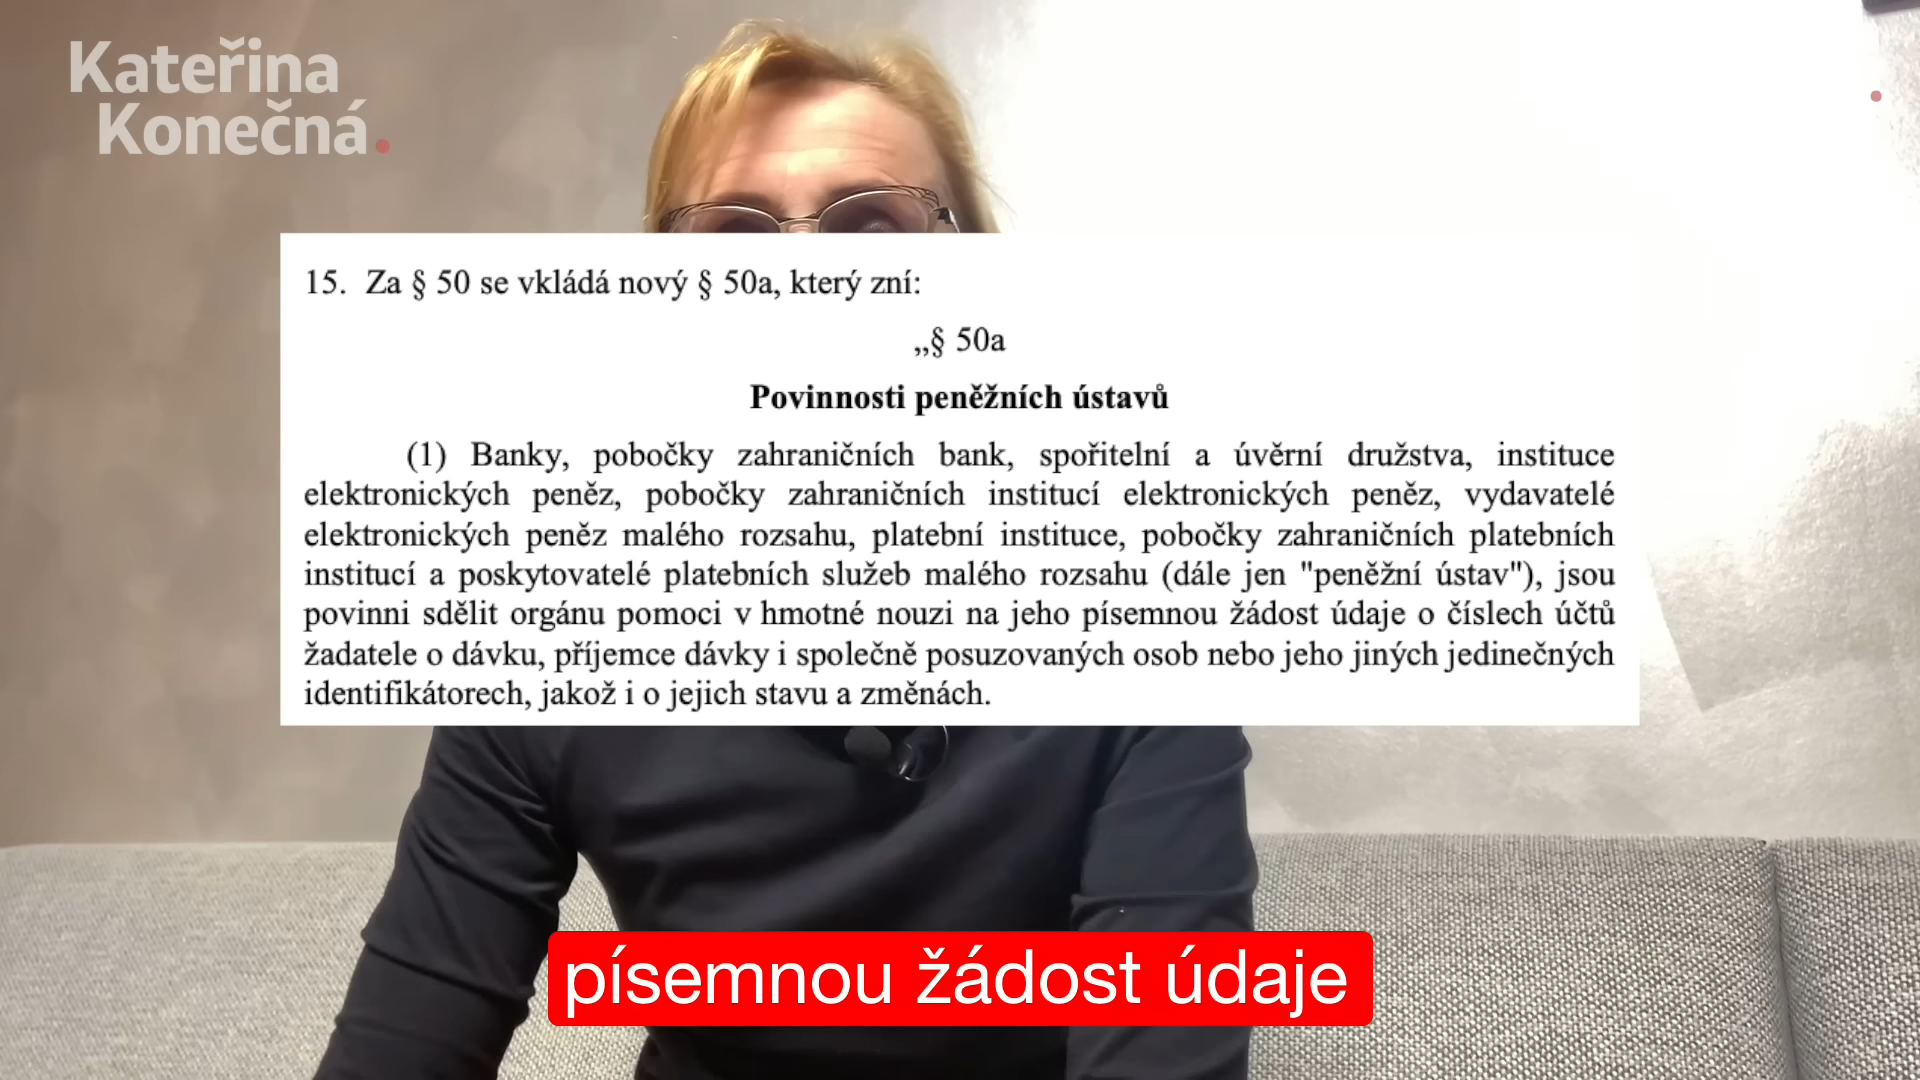 Kateřina
Konečná.
15. Za § 50 se vkládá nový § 50a, který zní:
„§ 50a
Povinnosti peněžních ústavů
(1) Banky, pobočky zahraničních bank, spořitelní a úvěrní družstva, instituce
elektronických peněz, pobočky zahraničních institucí elektronických peněz, vydavatelé
elektronických peněz malého rozsahu, platební instituce, pobočky zahraničních platebních
institucí a poskytovatelé platebních služeb malého rozsahu (dále jen "peněžní ústav"), jsou
povinni sdělit orgánu pomoci v hmotné nouzi na jeho písemnou žádost údaje o číslech účtů
žadatele o dávku, příjemce dávky i společně posuzovaných osob nebo jeho jiných jedinečných
identifikátorech, jakož i o jejich stavu a změnách.
písemnou žádost údaje